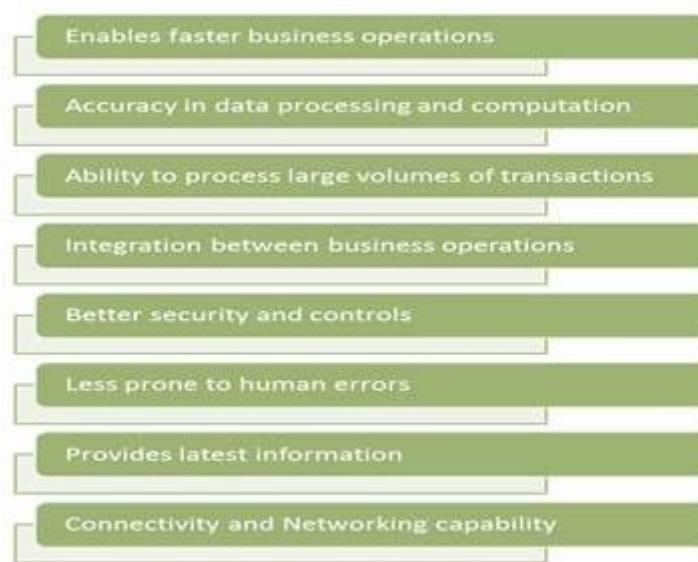 Enables faster business operations
Accuracy in data processing and computation
Ability to process large volumes of transactions
Integration between business operations
Better security and controls
Less prone to human errors
Provides latest information
Connectivity and Networking capability